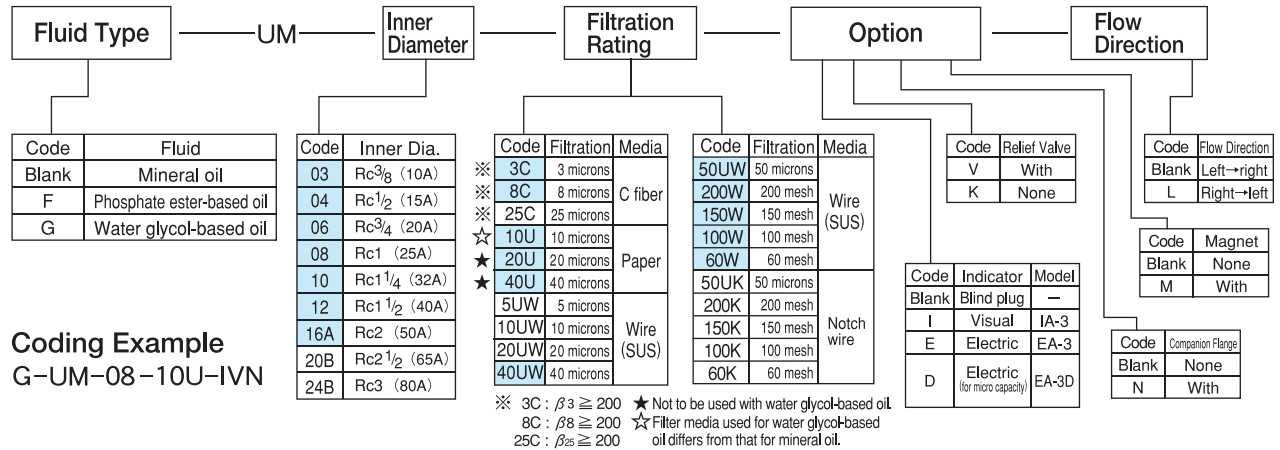 Fluid Type — UM — Inner Diameter — Filtration Rating — Option — Flow Direction
Code Fluid
Blank Mineral oil
F Phosphate ester-based oil
G Water glycol-based oil
Coding Example
G-UM-08-10U-IVN
Code Inner Dia.
03 Rc3/8 (10A)
04 Rc1/2 (15A)
06 Rc3/4 (20A)
08 Rc1 (25A)
10 Rc1 1/4 (32A)
12 Rc1 1/2 (40A)
16A Rc2 (50A)
20B Rc2 1/2 (65A)
24B Rc3 (80A)
Code Filtration Media
※ 3C 3 microns C fiber
※ 8C 8 microns
※ 25C 25 microns
☆ 10U 10 microns Paper
★ 20U 20 microns
★ 40U 40 microns
5UW 5 microns Wire (SUS)
10UW 10 microns
20UW 20 microns
40UW 40 microns
Code Filtration Media
50UW 50 microns Wire (SUS)
200W 200 mesh
150W 150 mesh
100W 100 mesh
60W 60 mesh
50UK 50 microns Notch wire
200K 200 mesh
150K 150 mesh
100K 100 mesh
60K 60 mesh
※ 3C : β3 ≧ 200
8C : β8 ≧ 200
25C : β25 ≧ 200
★ Not to be used with water glycol-based oil.
☆ Filter media used for water glycol-based
oil differs from that for mineral oil.
Code Indicator Model
Blank Blind plug —
I Visual IA-3
E Electric EA-3
D Electric (for micro capacity) EA-3D
Code Relief Valve
V With
K None
Code Companion Flange
Blank None
N With
Code Magnet
Blank None
M With
Code Flow Direction
Blank Left→right
L Right→left